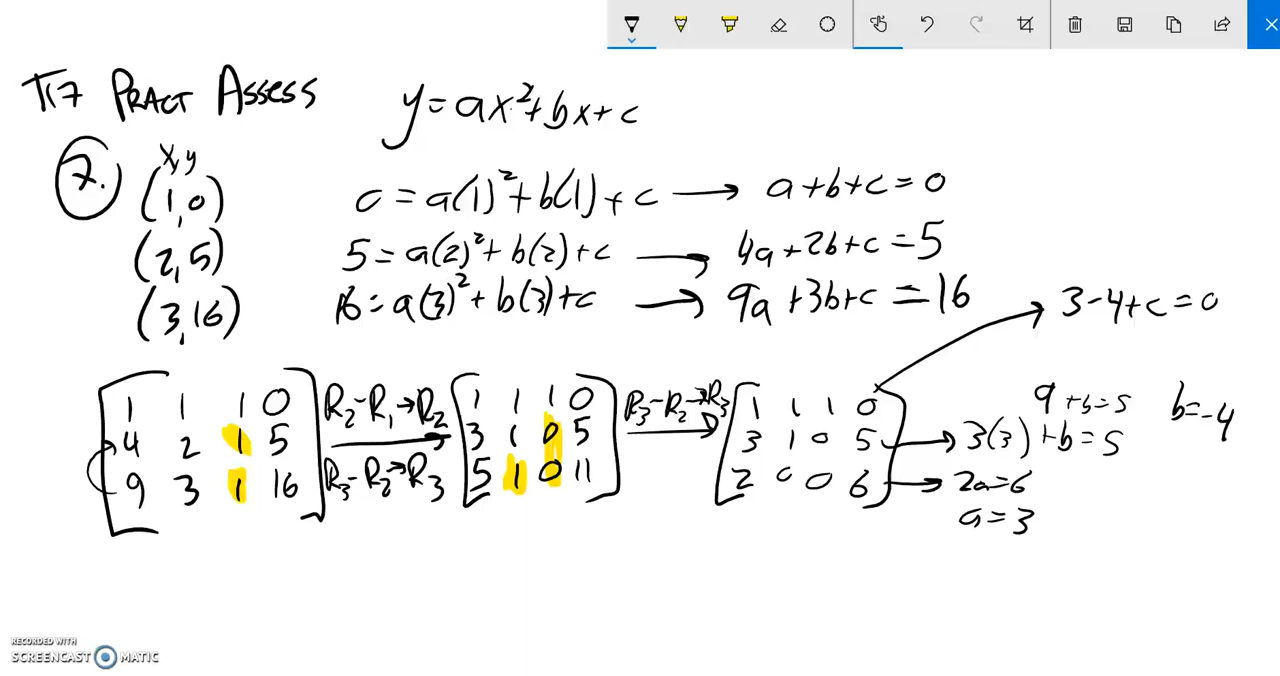 T17 PRACT ASSESS
y = ax² + bx + c
7.
x, y
(1, 0)
(2, 5)
(3, 16)
0 = a(1)² + b(1) + c → a + b + c = 0
5 = a(2)² + b(2) + c → 4a + 2b + c = 5
16 = a(3)² + b(3) + c → 9a + 3b + c = 16
1 1 1 0
4 2 1 5
9 3 1 16
R2 - R1 → R2
R3 - R2 → R3
1 1 1 0
3 1 0 5
5 1 0 11
R3 - R2 → R3
1 1 1 0
3 1 0 5
2 0 0 6
3 - 4 + c = 0
9 + b = 5
b = -4
3(3) + b = 5
2a = 6
a = 3
RECORDED WITH
SCREENCAST MATIC